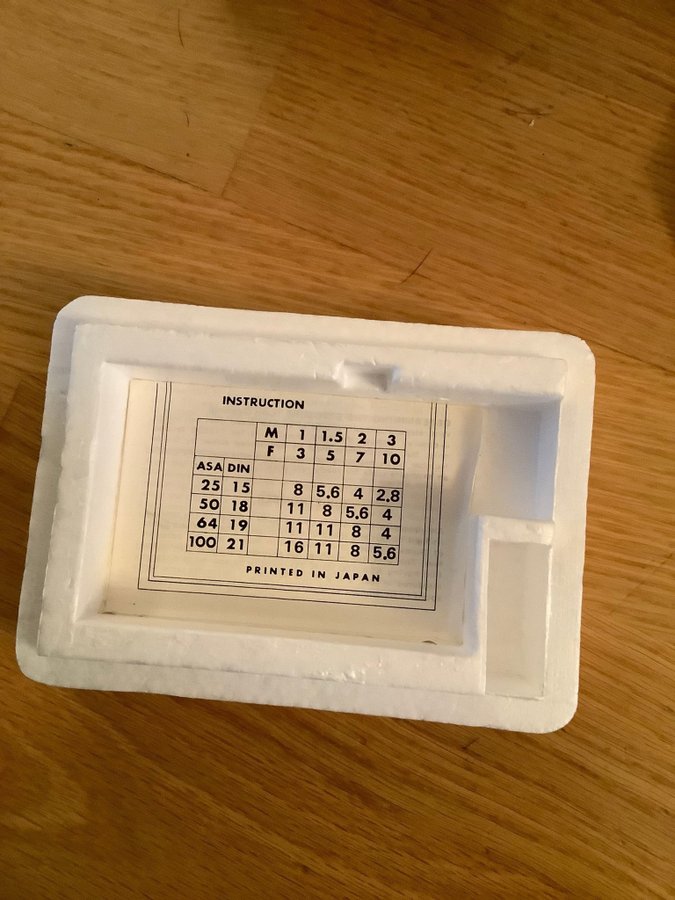 INSTRUCTION
M 1 1.5 2 3
F 3 5 7 10
ASA DIN
25 15 8 5.6 4 2.8
50 18 11 8 5.6 4
64 19 11 11 8 4
100 21 16 11 8 5.6
PRINTED IN JAPAN